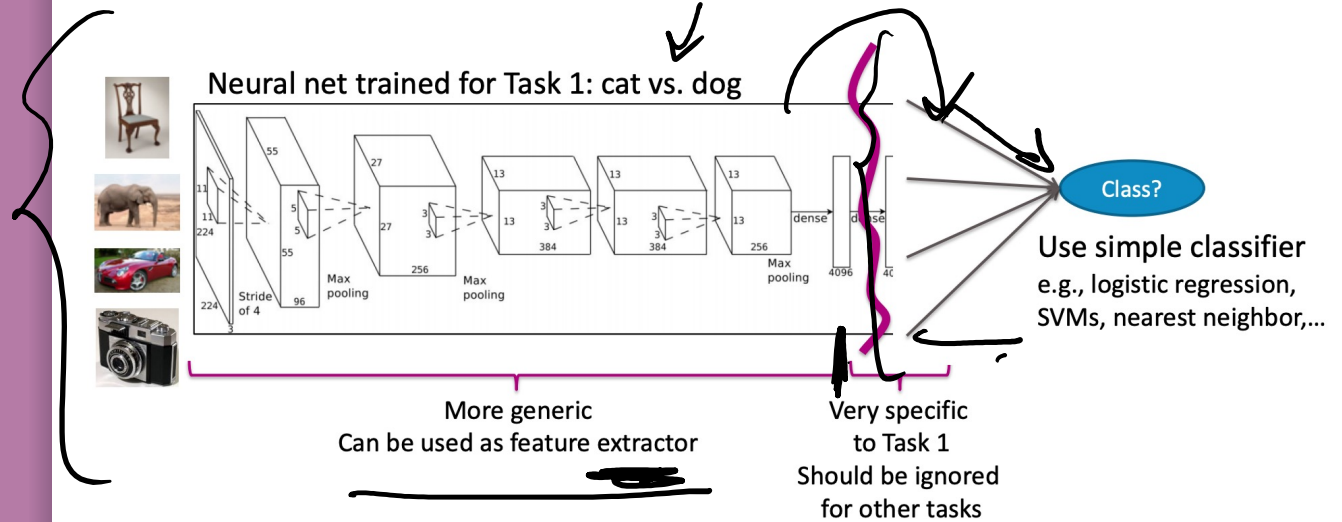 Neural net trained for Task 1: cat vs. dog
55
27
13
13
13
11
5
5
3
3
3
3
3
3
13
13
13
dense
dense
11
224
27
55
384
384
256
256
Max
pooling
4096
40
Max
pooling
Max
pooling
224
Stride
of 4
96
3
Class?
Use simple classifier
e.g., logistic regression,
SVMs, nearest neighbor,...
More generic
Can be used as feature extractor
Very specific
to Task 1
Should be ignored
for other tasks